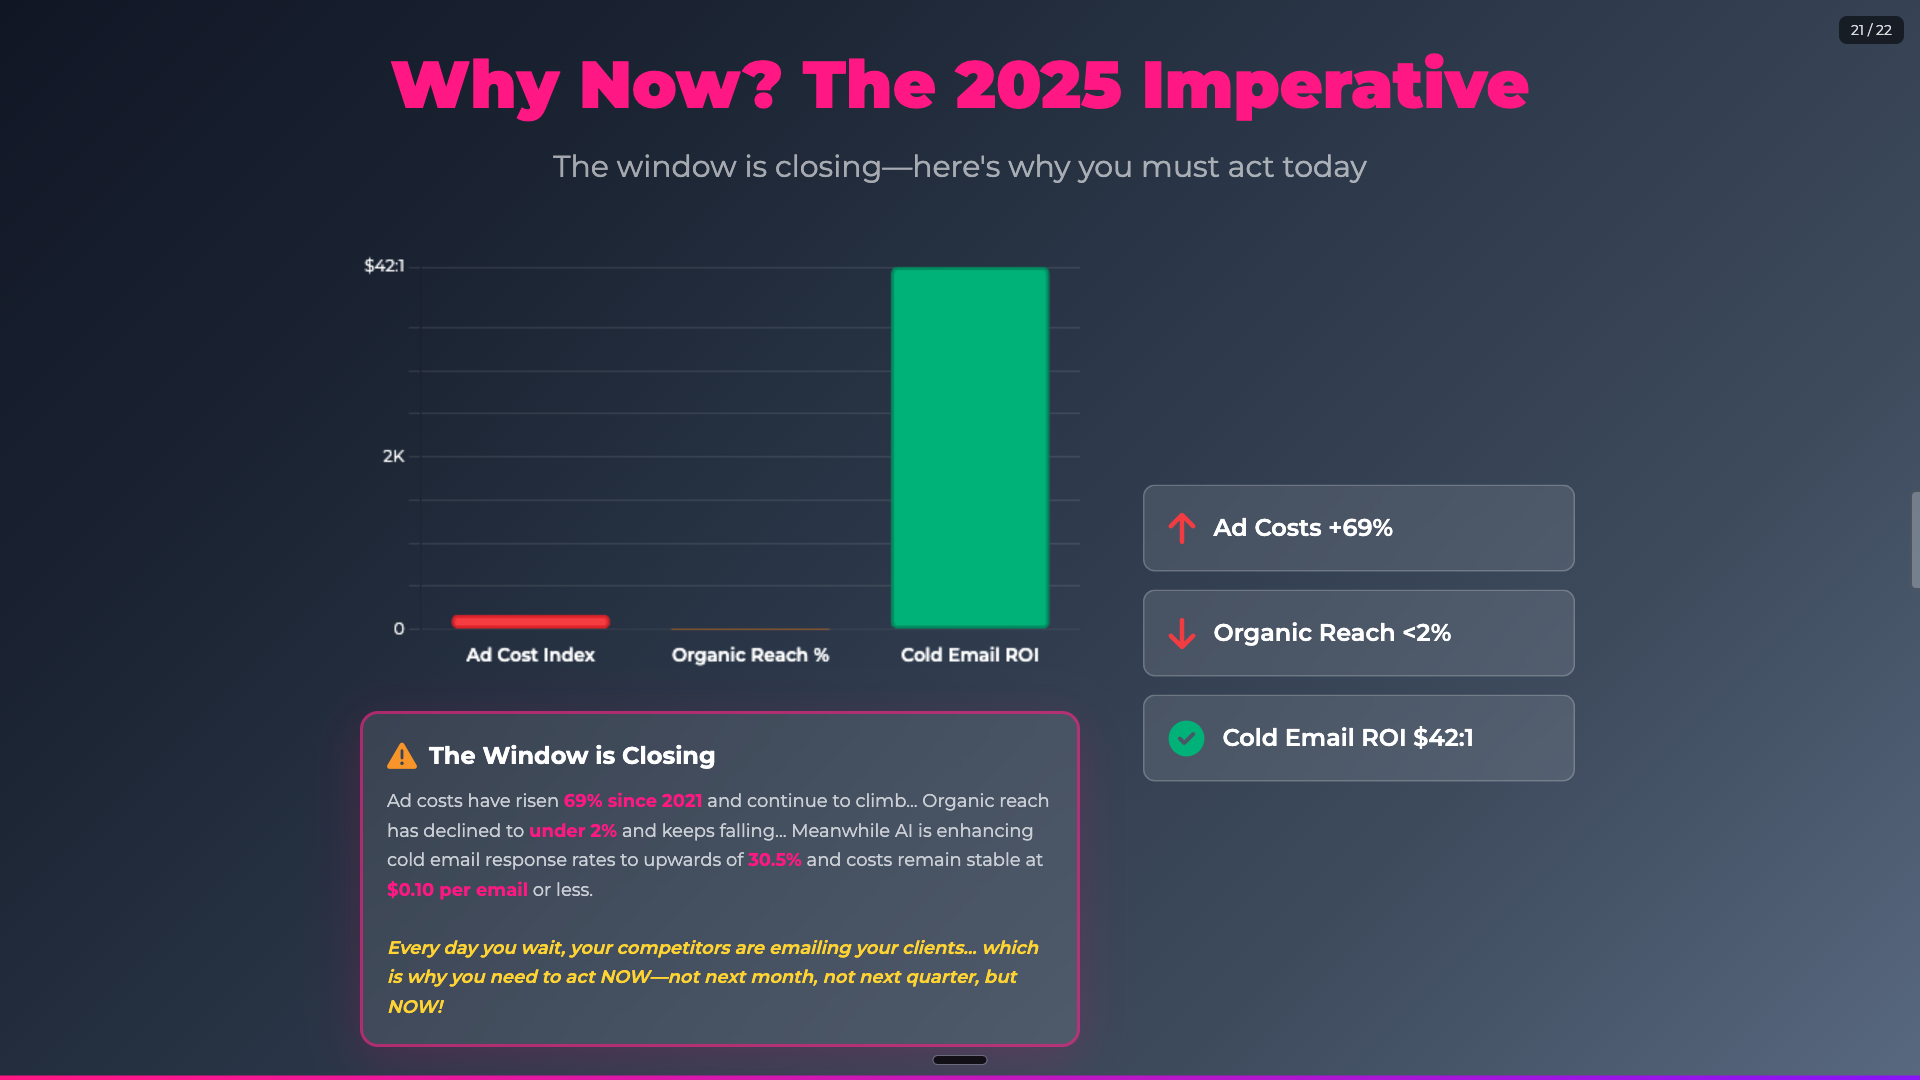 21 / 22
Why Now? The 2025 Imperative
The window is closing—here's why you must act today
$42:1
2K
0
Ad Cost Index
Organic Reach %
Cold Email ROI
The Window is Closing
Ad costs have risen 69% since 2021 and continue to climb... Organic reach
has declined to under 2% and keeps falling... Meanwhile AI is enhancing
cold email response rates to upwards of 30.5% and costs remain stable at
$0.10 per email or less.
Every day you wait, your competitors are emailing your clients... which
is why you need to act NOW—not next month, not next quarter, but
NOW!
Ad Costs +69%
Organic Reach <2%
Cold Email ROI $42:1